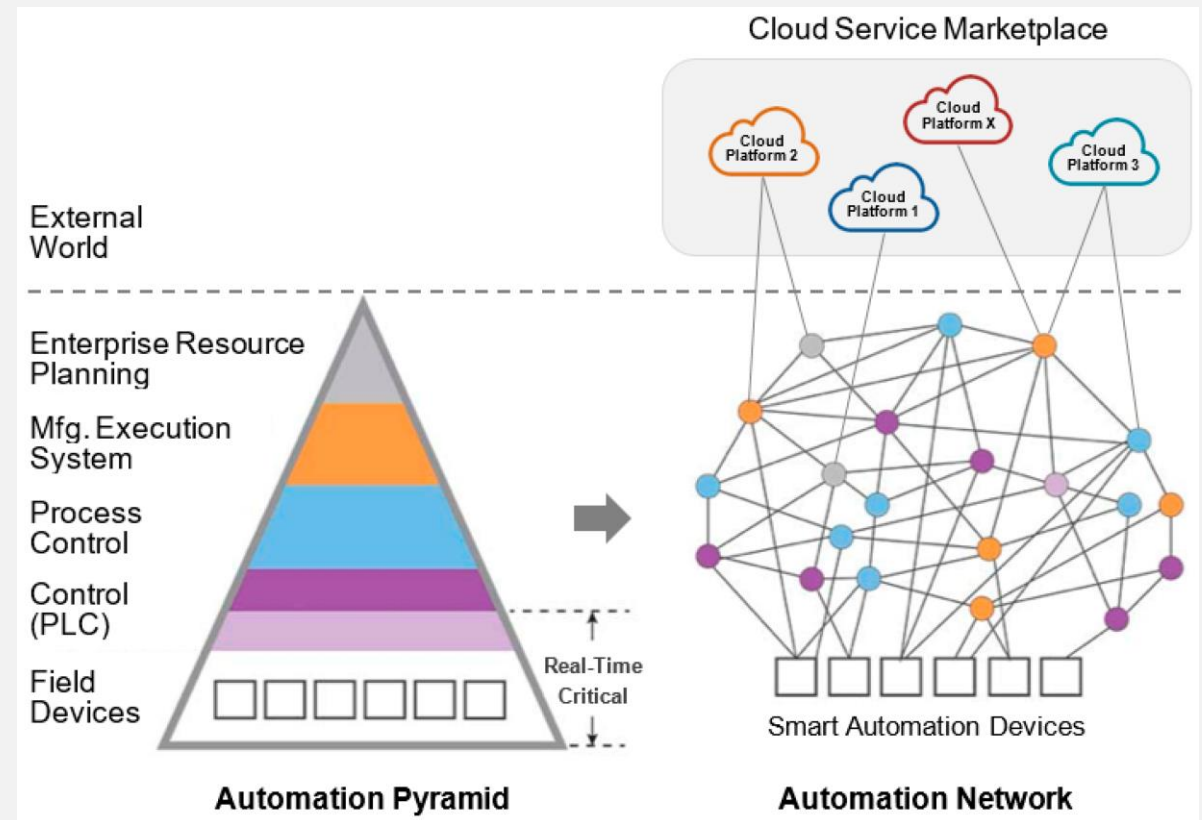 Cloud Service Marketplace
Cloud
Platform 2
Cloud
Platform X
Cloud
Platform 3
Cloud
Platform 1
External
World
Enterprise Resource
Planning
Mfg. Execution
System
Process
Control
Control
(PLC)
Field
Devices
Real-Time
Critical
Smart Automation Devices
Automation Pyramid
Automation Network